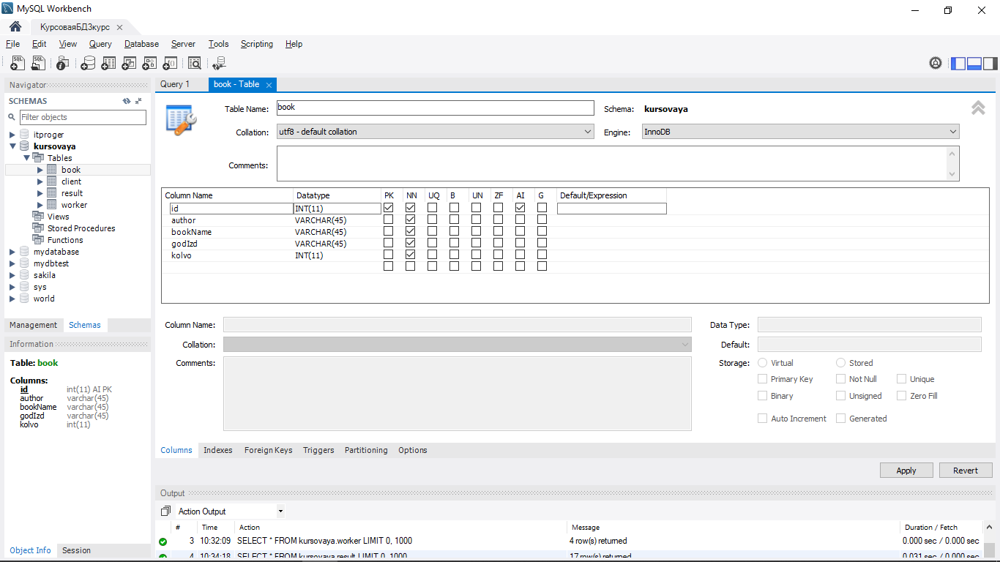 MySQL Workbench
КурсоваяБД3курс
File Edit View Query Database Server Tools Scripting Help
Navigator
SCHEMAS
Filter objects
itproger
kursovaya
Tables
book
client
result
worker
Views
Stored Procedures
Functions
mydatabase
mydbtest
sakila
sys
world
Management Schemas
Information
Table: book
Columns:
id int(11) AI PK
author varchar(45)
bookName varchar(45)
godIzd varchar(45)
kolvo int(11)
Object Info Session
Query 1 book - Table
Table Name: book Schema: kursovaya
Collation: utf8 - default collation Engine: InnoDB
Comments:
Column Name Datatype PK NN UQ B UN ZF AI G Default/Expression
id INT(11)
author VARCHAR(45)
bookName VARCHAR(45)
godIzd VARCHAR(45)
kolvo INT(11)
Column Name: Data Type:
Collation: Default:
Comments: Storage: Virtual Stored
Primary Key Not Null Unique
Binary Unsigned Zero Fill
Auto Increment Generated
Columns Indexes Foreign Keys Triggers Partitioning Options
Apply Revert
Output
Action Output
# Time Action Message Duration / Fetch
3 10:32:09 SELECT * FROM kursovaya.worker LIMIT 0, 1000 4 row(s) returned 0.000 sec / 0.000 sec
4 10:34:18 SELECT * FROM kursovaya.result LIMIT 0, 1000 17 row(s) returned 0.031 sec / 0.000 sec